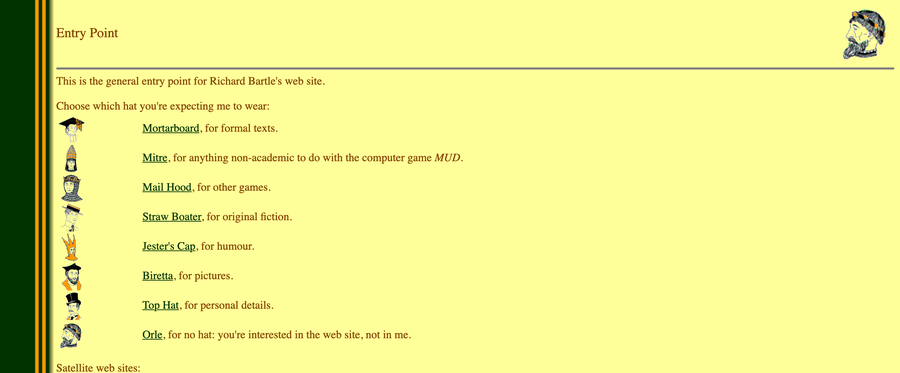 Entry Point
This is the general entry point for Richard Bartle's web site.
Choose which hat you're expecting me to wear:
Mortarboard, for formal texts.
Mitre, for anything non-academic to do with the computer game MUD.
Mail Hood, for other games.
Straw Boater, for original fiction.
Jester's Cap, for humour.
Biretta, for pictures.
Top Hat, for personal details.
Orle, for no hat: you're interested in the web site, not in me.
Satellite web sites: